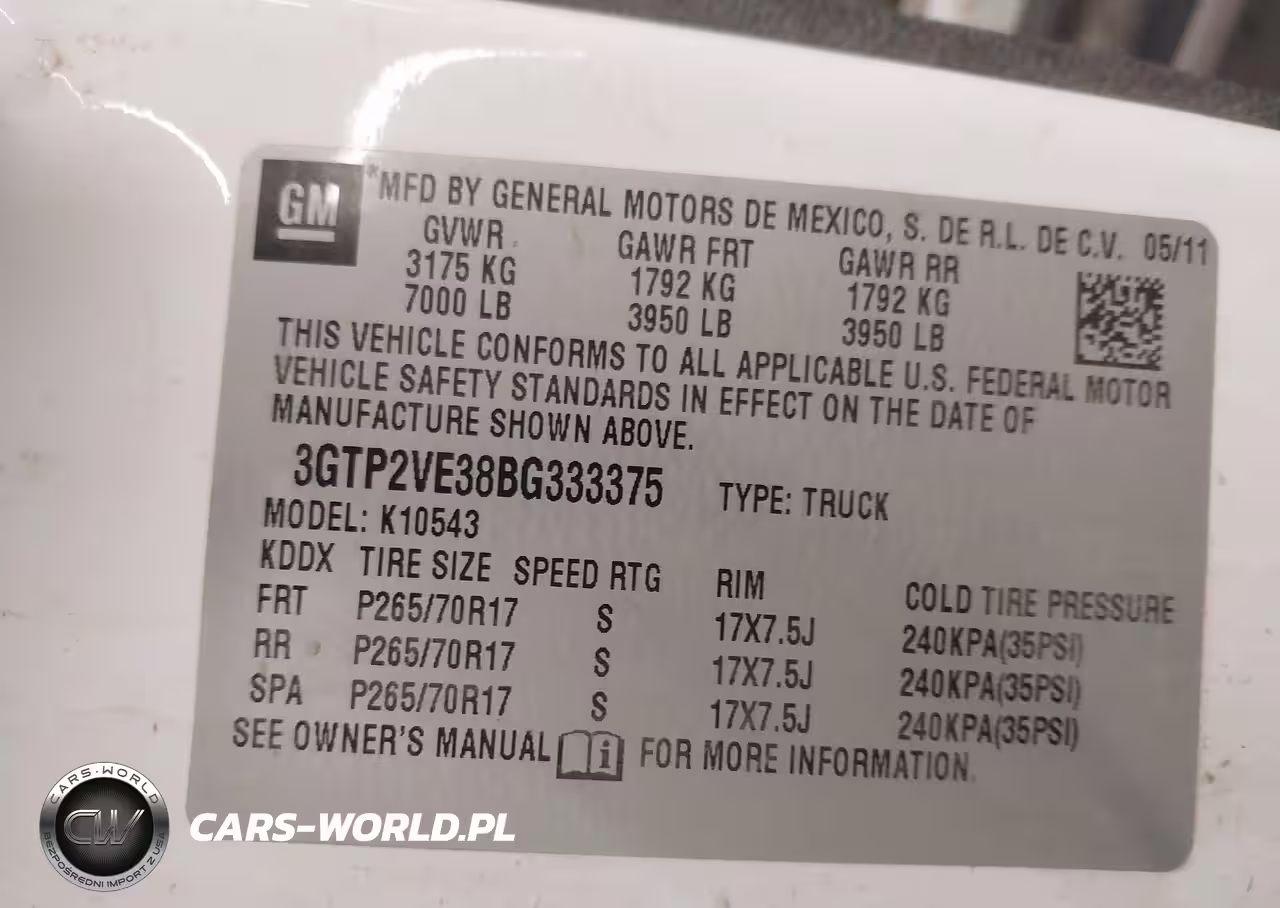 GM
*MFD BY GENERAL MOTORS DE MEXICO, S. DE R.L. DE C.V. 05/11
GVWR GAWR FRT GAWR RR
3175 KG 1792 KG 1792 KG
7000 LB 3950 LB 3950 LB
THIS VEHICLE CONFORMS TO ALL APPLICABLE U.S. FEDERAL MOTOR
VEHICLE SAFETY STANDARDS IN EFFECT ON THE DATE OF
MANUFACTURE SHOWN ABOVE.
3GTP2VE38BG333375 TYPE: TRUCK
MODEL: K10543
KDDX TIRE SIZE SPEED RTG RIM COLD TIRE PRESSURE
FRT P265/70R17 S 17X7.5J 240KPA(35PSI)
RR P265/70R17 S 17X7.5J 240KPA(35PSI)
SPA P265/70R17 S 17X7.5J 240KPA(35PSI)
SEE OWNER'S MANUAL i FOR MORE INFORMATION.
CARS-WORLD
CW
BEZPOŚREDNI IMPORT Z USA
CARS-WORLD.PL